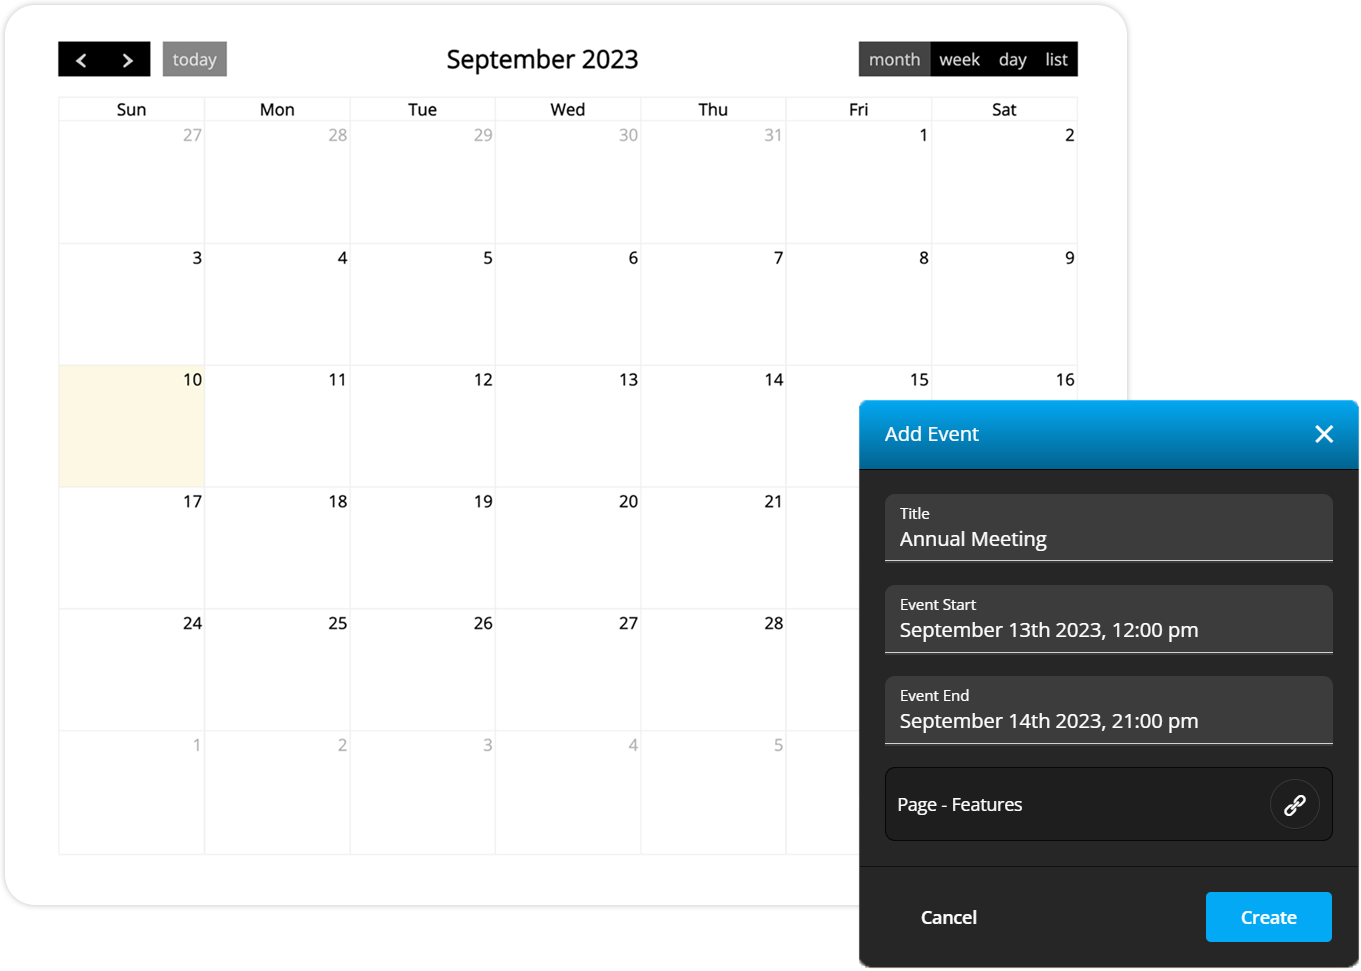 today September 2023 month week day list
Sun Mon Tue Wed Thu Fri Sat
27 28 29 30 31 1 2
3 4 5 6 7 8 9
10 11 12 13 14 15 16
17 18 19 20 21
24 25 26 27 28
1 2 3 4 5
Add Event
Title
Annual Meeting
Event Start
September 13th 2023, 12:00 pm
Event End
September 14th 2023, 21:00 pm
Page - Features
Cancel Create